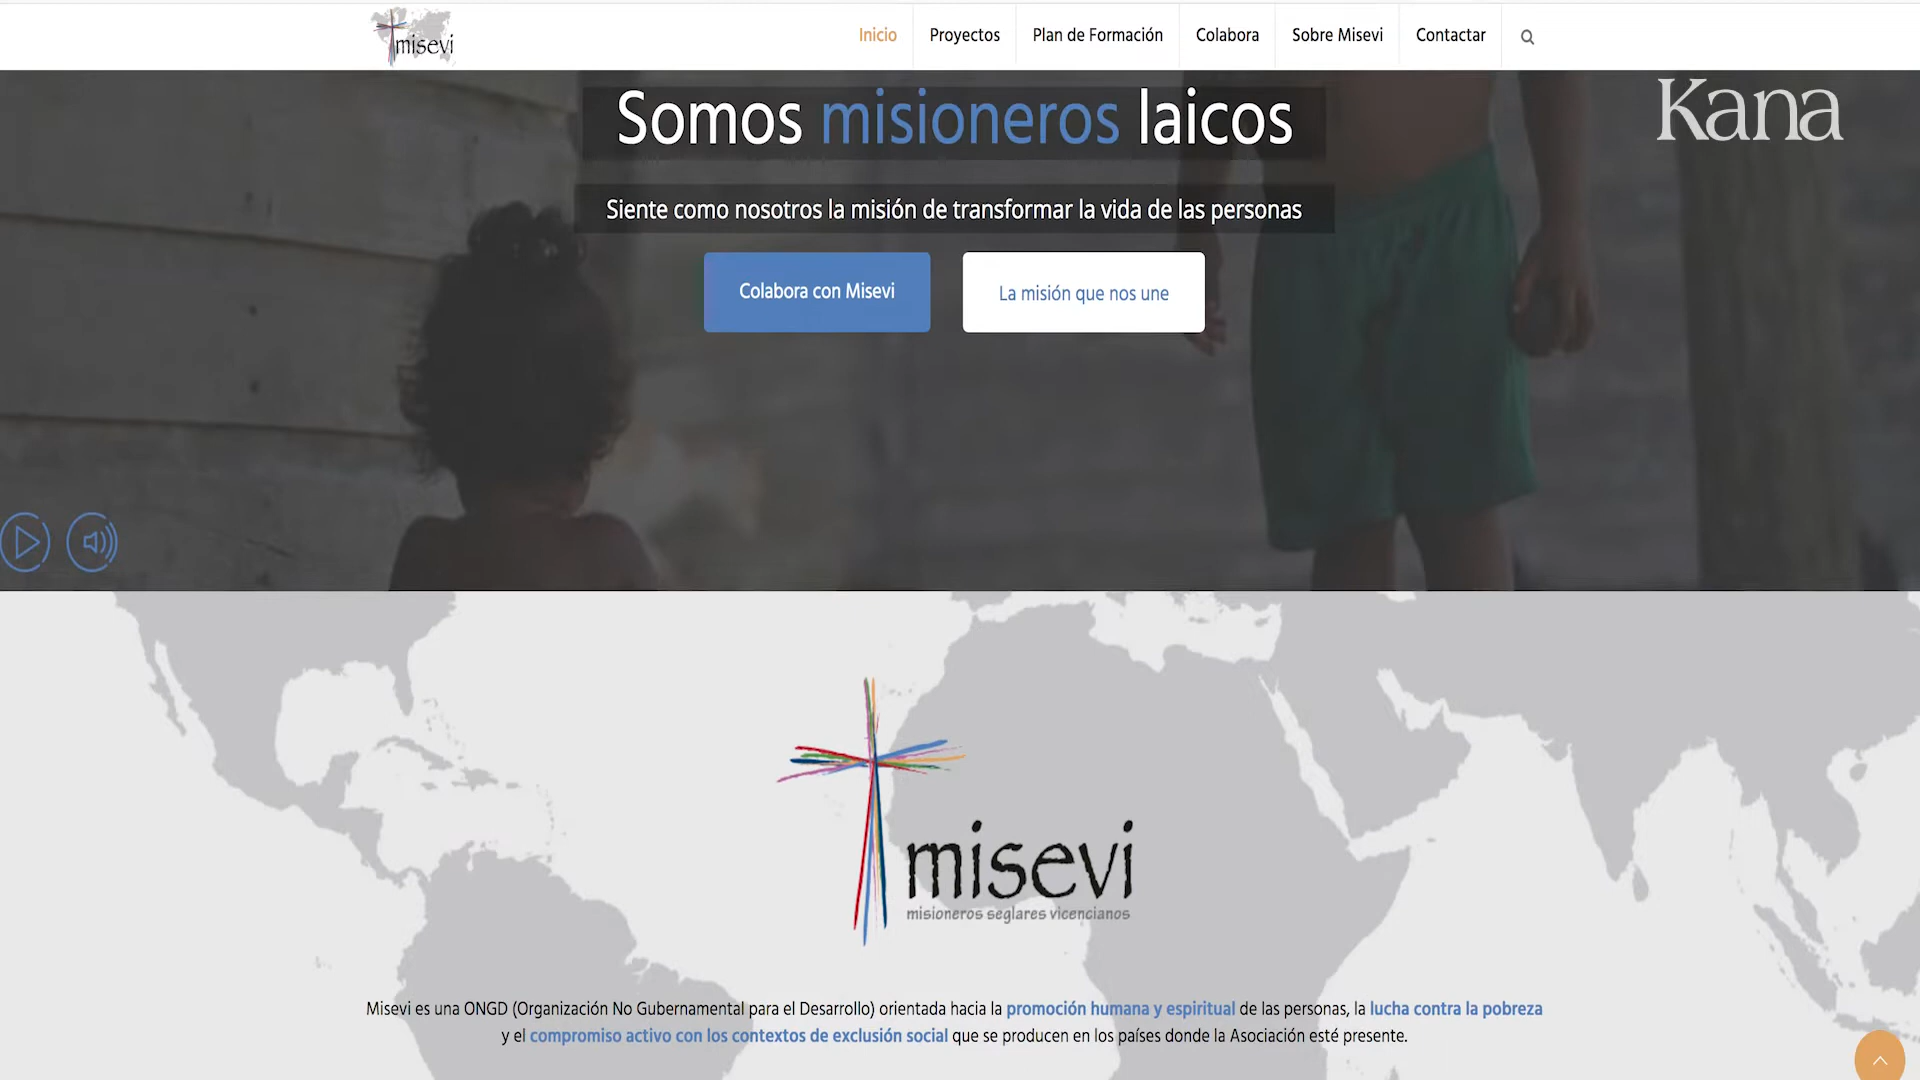 misevi
Inicio
Proyectos
Plan de Formación
Colabora
Sobre Misevi
Contactar
Kana
Somos misioneros laicos
Siente como nosotros la misión de transformar la vida de las personas
Colabora con Misevi
La misión que nos une
misevi
misioneros seglares vicencianos
Misevi es una ONGD (Organización No Gubernamental para el Desarrollo) orientada hacia la promoción humana y espiritual de las personas, la lucha contra la pobreza
y el compromiso activo con los contextos de exclusión social que se producen en los países donde la Asociación esté presente.